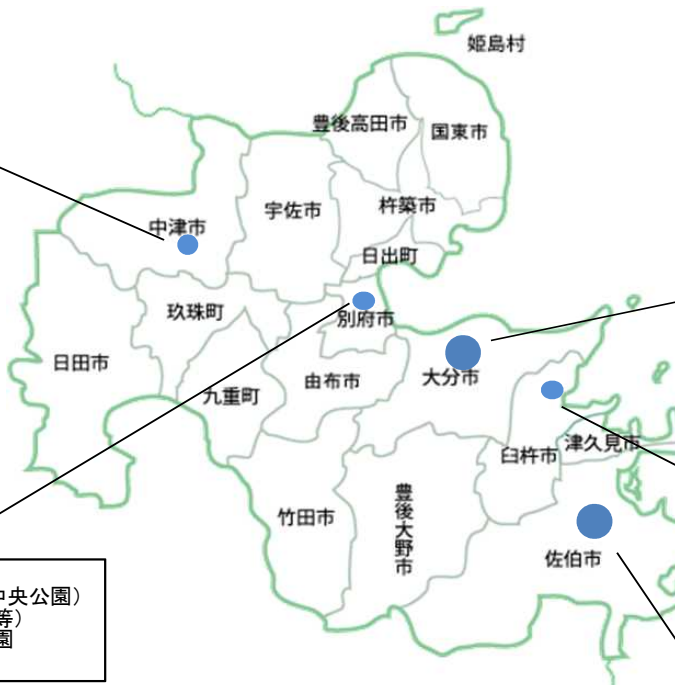 姫島村
豊後高田市
国東市
中津市
宇佐市
杵築市
日出町
玖珠町
別府市
日田市
九重町
由布市
大分市
臼杵市
津久見市
竹田市
豊後大野市
佐伯市
中央公園）
等）
園